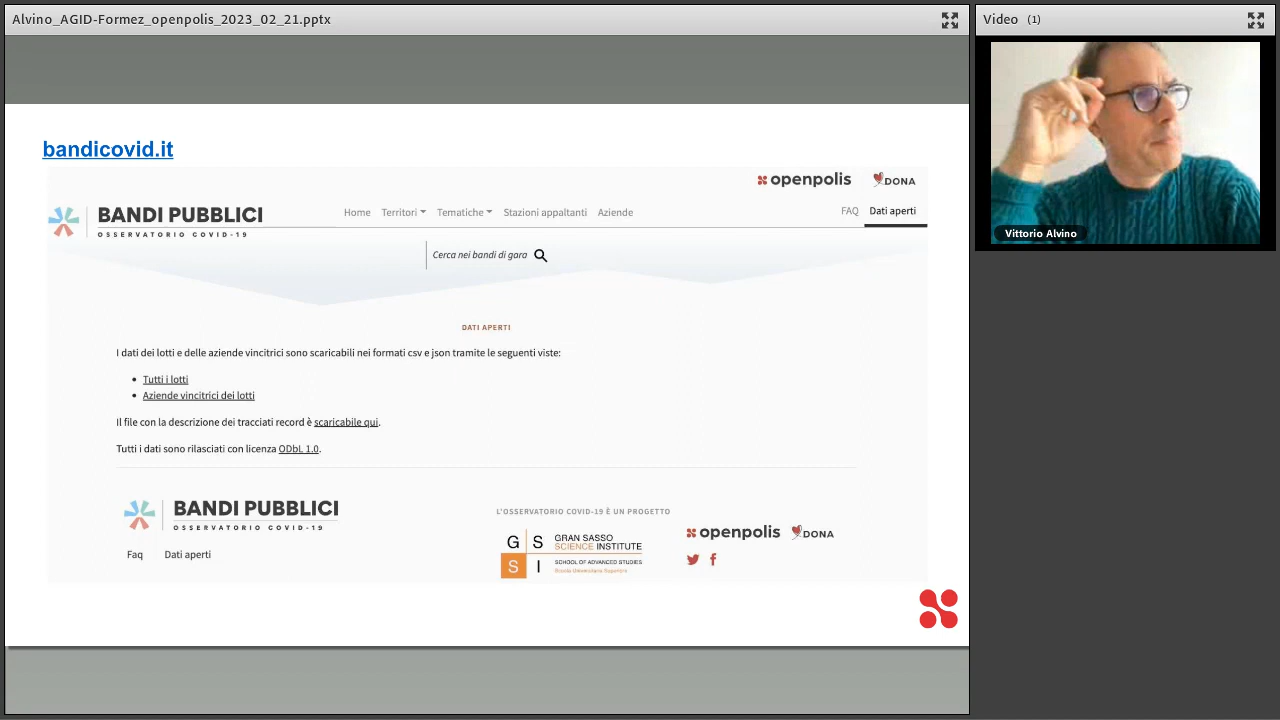 Alvino_AGID-Formez_openpolis_2023_02_21.pptx
Video (1)
Vittorio Alvino
bandicovid.it
openpolis DONA
BANDI PUBBLICI
OSSERVATORIO COVID-19
Home Territori Tematiche Stazioni appaltanti Aziende FAQ Dati aperti
Cerca nei bandi di gara
DATI APERTI
I dati dei lotti e delle aziende vincitrici sono scaricabili nei formati csv e json tramite le seguenti viste:
• Tutti i lotti
• Aziende vincitrici dei lotti
Il file con la descrizione dei tracciati record è scaricabile qui.
Tutti i dati sono rilasciati con licenza ODbL 1.0.
BANDI PUBBLICI
OSSERVATORIO COVID-19
Faq Dati aperti
L'OSSERVATORIO COVID-19 È UN PROGETTO
G S
S I
GRAN SASSO
SCIENCE INSTITUTE
SCHOOL OF ADVANCED STUDIES
Scuola Universitaria Superiore
openpolis DONA